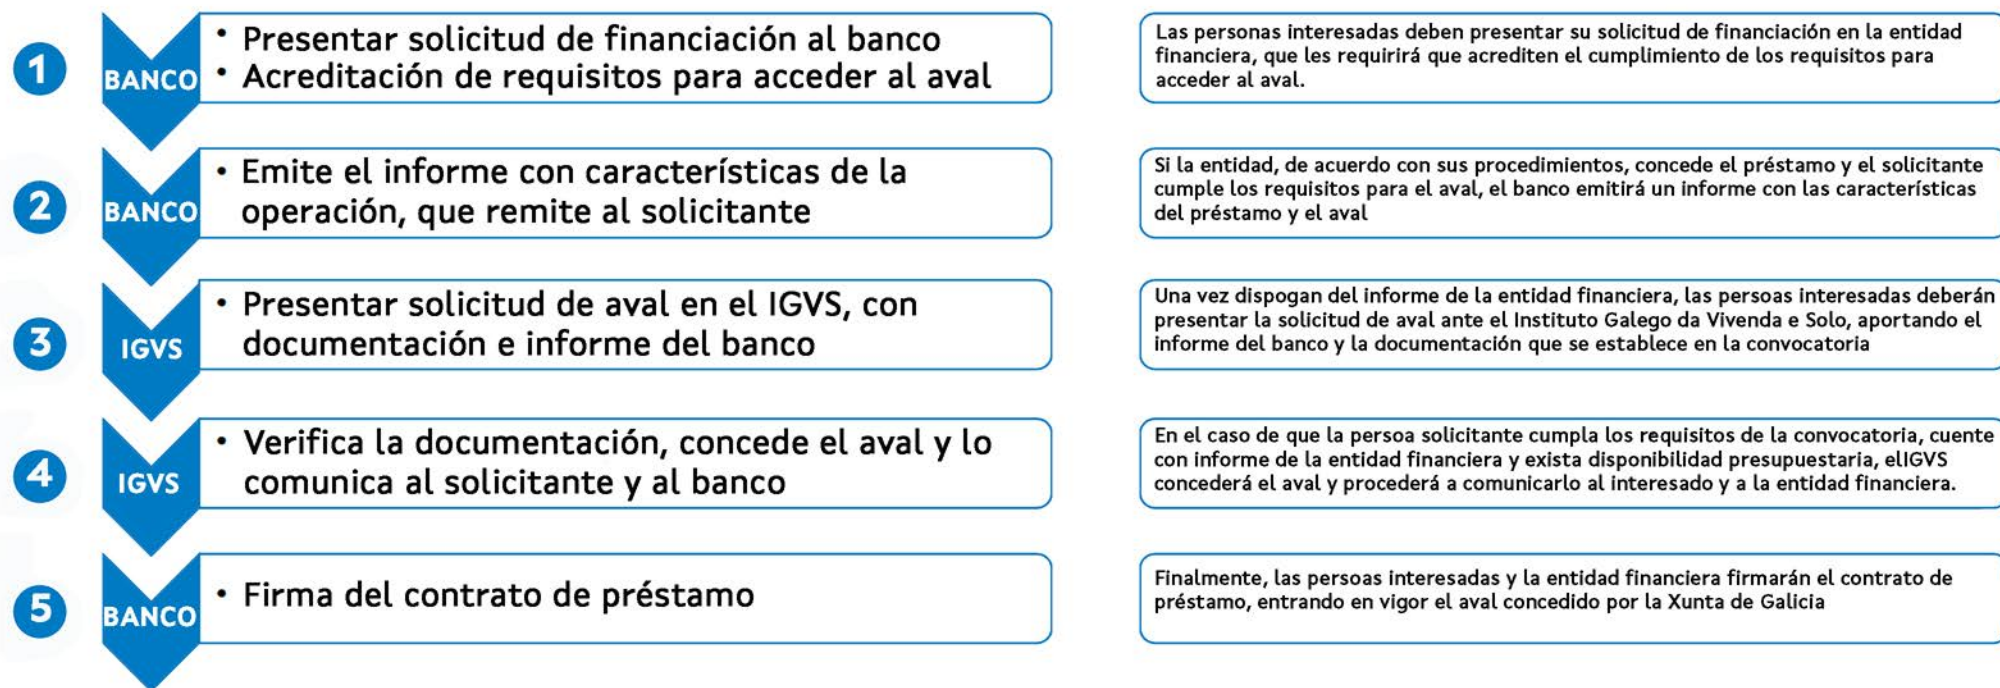 1
BANCO
• Presentar solicitud de financiación al banco
• Acreditación de requisitos para acceder al aval
Las personas interesadas deben presentar su solicitud de financiación en la entidad
financiera, que les requirirá que acrediten el cumplimiento de los requisitos para
acceder al aval.
2
BANCO
• Emite el informe con características de la
operación, que remite al solicitante
Si la entidad, de acuerdo con sus procedimientos, concede el préstamo y el solicitante
cumple los requisitos para el aval, el banco emitirá un informe con las características
del préstamo y el aval
3
IGVS
• Presentar solicitud de aval en el IGVS, con
documentación e informe del banco
Una vez dispogan del informe de la entidad financiera, las persoas interesadas deberán
presentar la solicitud de aval ante el Instituto Galego da Vivenda e Solo, aportando el
informe del banco y la documentación que se establece en la convocatoria
4
IGVS
• Verifica la documentación, concede el aval y lo
comunica al solicitante y al banco
En el caso de que la persoa solicitante cumpla los requisitos de la convocatoria, cuente
con informe de la entidad financiera y exista disponibilidad presupuestaria, elIGVS
concederá el aval y procederá a comunicarlo al interesado y a la entidad financiera.
5
BANCO
• Firma del contrato de préstamo
Finalmente, las persoas interesadas y la entidad financiera firmarán el contrato de
préstamo, entrando en vigor el aval concedido por la Xunta de Galicia